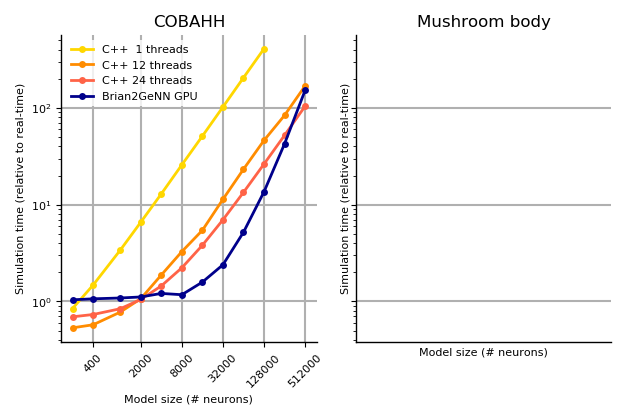 COBAHH
Simulation time (relative to real-time)
10²
10¹
10⁰
C++  1 threads
C++ 12 threads
C++ 24 threads
Brian2GeNN GPU
400
2000
8000
32000
128000
512000
Model size (# neurons)
Mushroom body
Simulation time (relative to real-time)
Model size (# neurons)